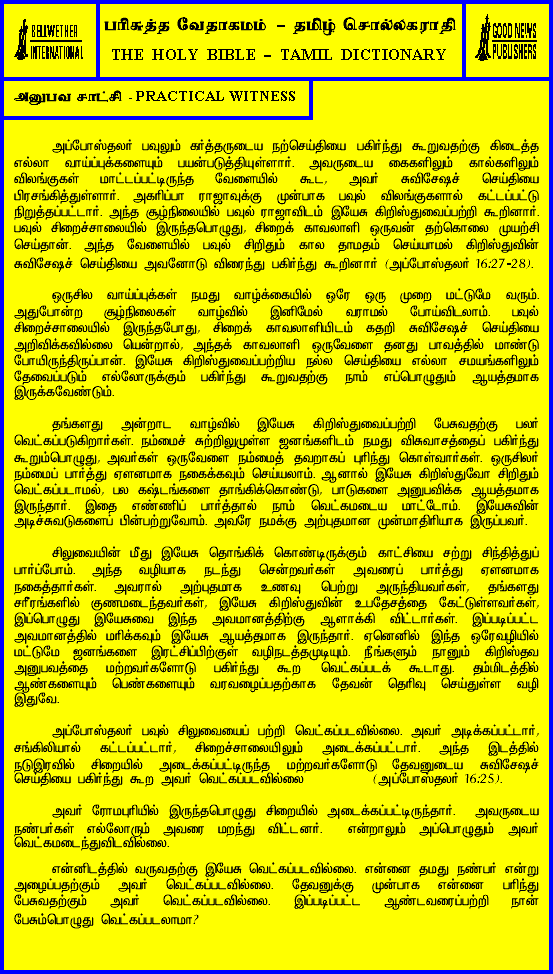 BELLWETHER
INTERNATIONAL
பரிசுத்த வேதாகமம் – தமிழ் சொல்லகராதி
THE HOLY BIBLE – TAMIL DICTIONARY
GOOD NEWS
PUBLISHERS
அனுபவ சாட்சி - PRACTICAL WITNESS
அப்போஸ்தலர் பவுலும் கர்த்தருடைய நற்செய்தியை பகிர்ந்து கூறுவதற்கு கிடைத்த
எல்லா வாய்ப்புக்களையும் பயன்படுத்தியுள்ளார். அவருடைய கைகளிலும் கால்களிலும்
விலங்குகள் மாட்டப்பட்டிருந்த வேளையில் கூட, அவர் சுவிசேஷச் செய்தியை
பிரசங்கித்துள்ளார். அகரிப்பா ராஜாவுக்கு முன்பாக பவுல் விலங்குகளால் கட்டப்பட்டு
நிறுத்தப்பட்டார். அந்த சூழ்நிலையில் பவுல் ராஜாவிடம் இயேசு கிறிஸ்துவைப்பற்றி கூறினார்.
பவுல் சிறைச்சாலையில் இருந்தபொழுது, சிறைக் காவலாளி ஒருவன் தற்கொலை முயற்சி
செய்தான். அந்த வேளையில் பவுல் சிறிதும் கால தாமதம் செய்யாமல் கிறிஸ்துவின்
சுவிசேஷச் செய்தியை அவனோடு விரைந்து பகிர்ந்து கூறினார் (அப்போஸ்தலர் 16:27-28).
ஒருசில வாய்ப்புக்கள் நமது வாழ்க்கையில் ஒரே ஒரு முறை மட்டுமே வரும்.
அதுபோன்ற சூழ்நிலைகள் வாழ்வில் இனிமேல் வராமல் போய்விடலாம். பவுல்
சிறைச்சாலையில் இருந்தபோது, சிறைக் காவலாளியிடம் கதறி சுவிசேஷச் செய்தியை
அறிவிக்கவில்லை யென்றால், அந்தக் காவலாளி ஒருவேளை தனது பாவத்தில் மாண்டு
போயிருந்திருப்பான். இயேசு கிறிஸ்துவைப்பற்றிய நல்ல செய்தியை எல்லா சமயங்களிலும்
தேவைப்படும் எல்லோருக்கும் பகிர்ந்து கூறுவதற்கு நாம் எப்பொழுதும் ஆயத்தமாக
இருக்கவேண்டும்.
தங்களது அன்றாட வாழ்வில் இயேசு கிறிஸ்துவைப்பற்றி பேசுவதற்கு பலர்
வெட்கப்படுகிறார்கள். நம்மைச் சுற்றிலுமுள்ள ஜனங்களிடம் நமது விசுவாசத்தைப் பகிர்ந்து
கூறும்பொழுது, அவர்கள் ஒருவேளை நம்மைத் தவறாகப் புரிந்து கொள்வார்கள். ஒருசிலர்
நம்மைப் பார்த்து ஏளனமாக நகைக்கவும் செய்யலாம். ஆனால் இயேசு கிறிஸ்துவோ சிறிதும்
வெட்கப்படாமல், பல கஷ்டங்களை தாங்கிக்கொண்டு, பாடுகளை அனுபவிக்க ஆயத்தமாக
இருந்தார். இதை எண்ணிப் பார்த்தால் நாம் வெட்கமடைய மாட்டோம். இயேசுவின்
அடிச்சுவடுகளைப் பின்பற்றுவோம். அவரே நமக்கு அற்புதமான முன்மாதிரியாக இருப்பவர்.
சிலுவையின் மீது இயேசு தொங்கிக் கொண்டிருக்கும் காட்சியை சற்று சிந்தித்துப்
பார்ப்போம். அந்த வழியாக நடந்து சென்றவர்கள் அவரைப் பார்த்து ஏளனமாக
நகைத்தார்கள். அவரால் அற்புதமாக உணவு பெற்று அருந்தியவர்கள், தங்களது
சரீரங்களில் குணமடைந்தவர்கள், இயேசு கிறிஸ்துவின் உபதேசத்தை கேட்டுள்ளவர்கள்,
இப்பொழுது இயேசுவை இந்த அவமானத்திற்கு ஆளாக்கி விட்டார்கள். இப்படிப்பட்ட
அவமானத்தில் மரிக்கவும் இயேசு ஆயத்தமாக இருந்தார். ஏனெனில் இந்த ஒரேவழியில்
மட்டுமே ஜனங்களை இரட்சிப்பிற்குள் வழிநடத்தமுடியும். நீங்களும் நானும் கிறிஸ்தவ
அனுபவத்தை மற்றவர்களோடு பகிர்ந்து கூற வெட்கப்படக் கூடாது. தம்மிடத்தில்
ஆண்களையும் பெண்களையும் வரவழைப்பதற்காக தேவன் தெரிவு செய்துள்ள வழி
இதுவே.
அப்போஸ்தலர் பவுல் சிலுவையைப் பற்றி வெட்கப்படவில்லை. அவர் அடிக்கப்பட்டார்,
சங்கிலியால் கட்டப்பட்டார், சிறைச்சாலையிலும் அடைக்கப்பட்டார். அந்த இடத்தில்
நடுஇரவில் சிறையில் அடைக்கப்பட்டிருந்த மற்றவர்களோடு தேவனுடைய சுவிசேஷச்
செய்தியை பகிர்ந்து கூற அவர் வெட்கப்படவில்லை (அப்போஸ்தலர் 16:25).
அவர் ரோமபுரியில் இருந்தபொழுது சிறையில் அடைக்கப்பட்டிருந்தார். அவருடைய
நண்பர்கள் எல்லோரும் அவரை மறந்து விட்டனர். என்றாலும் அப்பொழுதும் அவர்
வெட்கமடைந்துவிடவில்லை.
என்னிடத்தில் வருவதற்கு இயேசு வெட்கப்படவில்லை. என்னை தமது நண்பர் என்று
அழைப்பதற்கும் அவர் வெட்கப்படவில்லை. தேவனுக்கு முன்பாக என்னை பரிந்து
பேசுவதற்கும் அவர் வெட்கப்படவில்லை. இப்படிப்பட்ட ஆண்டவரைப்பற்றி நான்
பேசும்பொழுது வெட்கப்படலாமா?